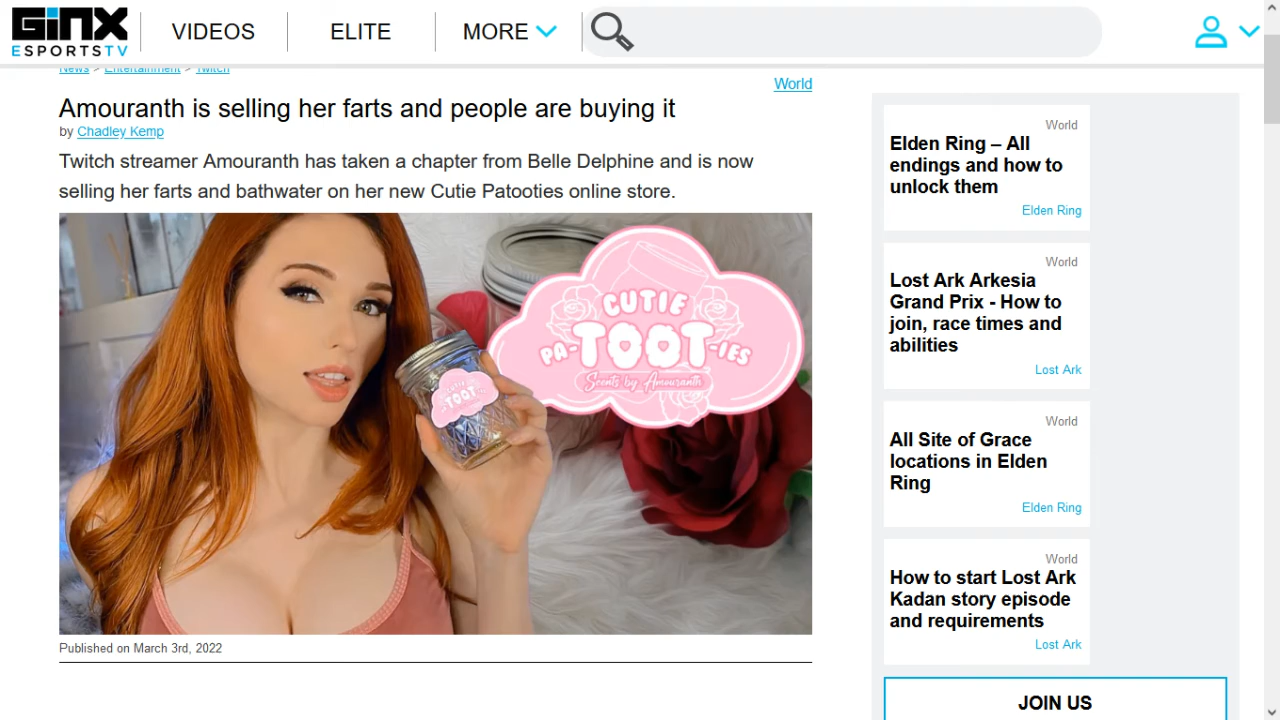 GINX
ESPORTSTV
VIDEOS
ELITE
MORE
News > Entertainment > Twitch
World
Amouranth is selling her farts and people are buying it
by Chadley Kemp
Twitch streamer Amouranth has taken a chapter from Belle Delphine and is now
selling her farts and bathwater on her new Cutie Patooties online store.
CUTIE
PA-TOOT-IES
Scents by Amouranth
CUTIE
TOOT
Published on March 3rd, 2022
World
Elden Ring – All
endings and how to
unlock them
Elden Ring
World
Lost Ark Arkesia
Grand Prix - How to
join, race times and
abilities
Lost Ark
World
All Site of Grace
locations in Elden
Ring
Elden Ring
World
How to start Lost Ark
Kadan story episode
and requirements
Lost Ark
JOIN US